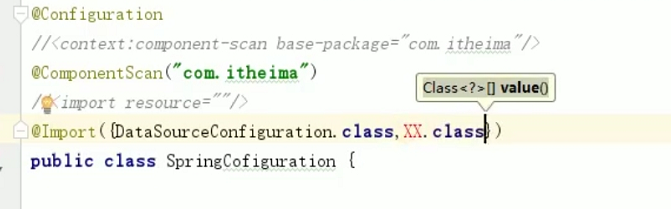 @Configuration
//<context:component-scan base-package="com.itheima"/>
@ComponentScan("com.itheima")
Class<?>[] value()
//<import resource=""/>
@Import({DataSourceConfiguration.class,XX.class})
public class SpringCofiguration {